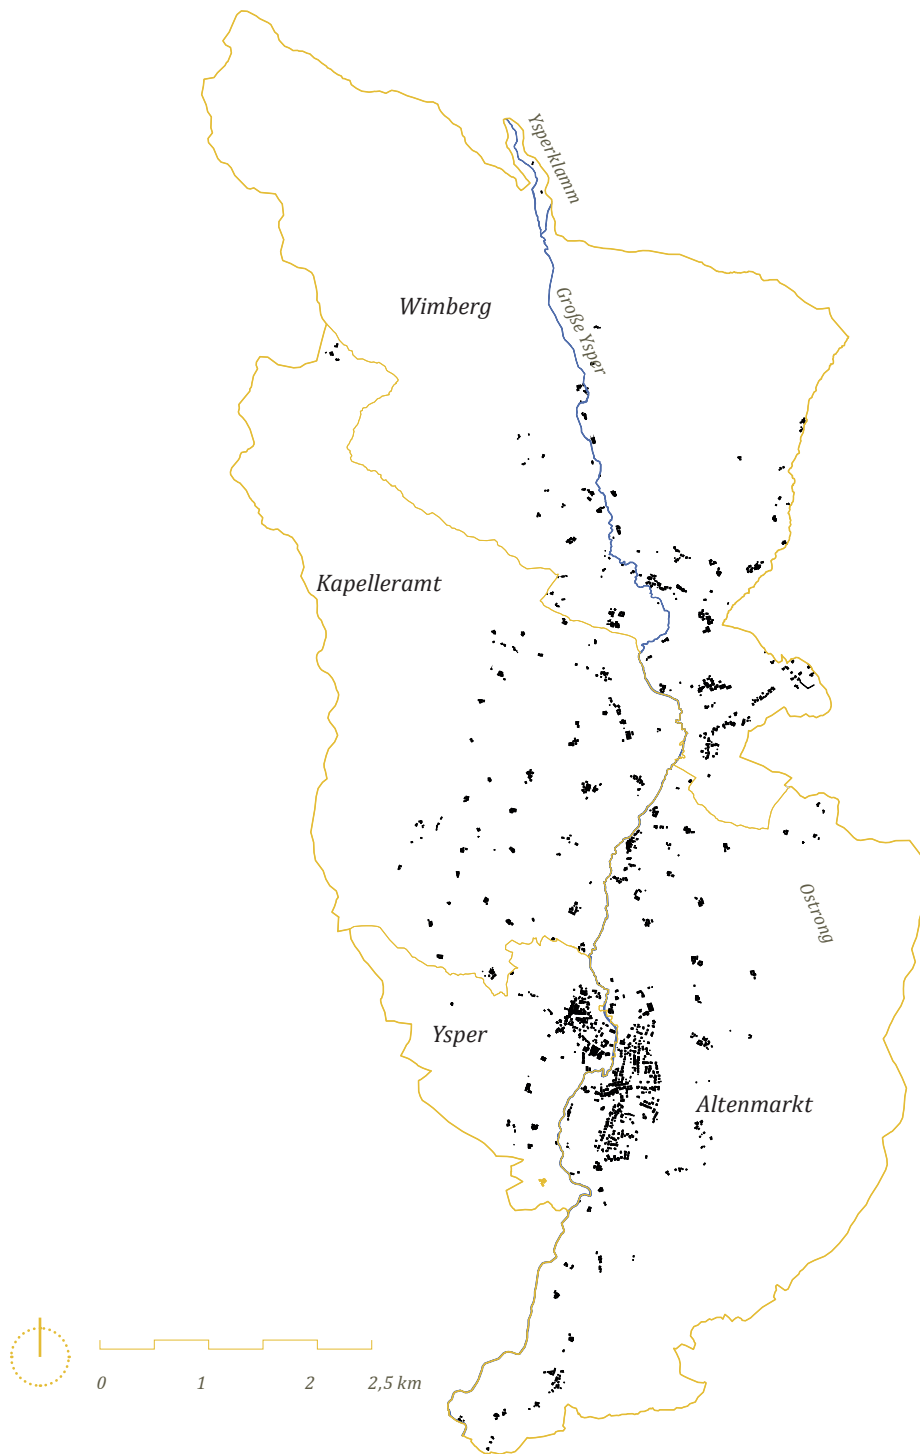 Ysperklamm
Wimberg
Große Ysper
Kapelleramt
Ostrong
Ysper
Altenmarkt
0 1 2 2,5 km